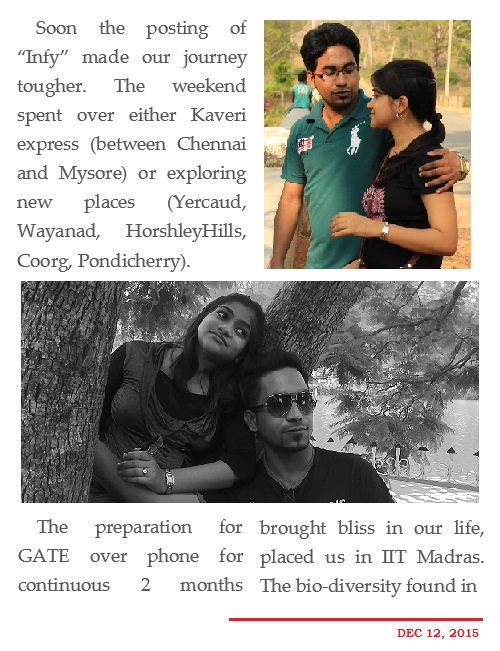 Soon the posting of
“Infy” made our journey
tougher. The weekend
spent over either Kaveri
express (between Chennai
and Mysore) or exploring
new places (Yercaud,
Wayanad, HorshleyHills,
Coorg, Pondicherry).
The preparation for
GATE over phone for
continuous 2 months
brought bliss in our life,
placed us in IIT Madras.
The bio-diversity found in
DEC 12, 2015